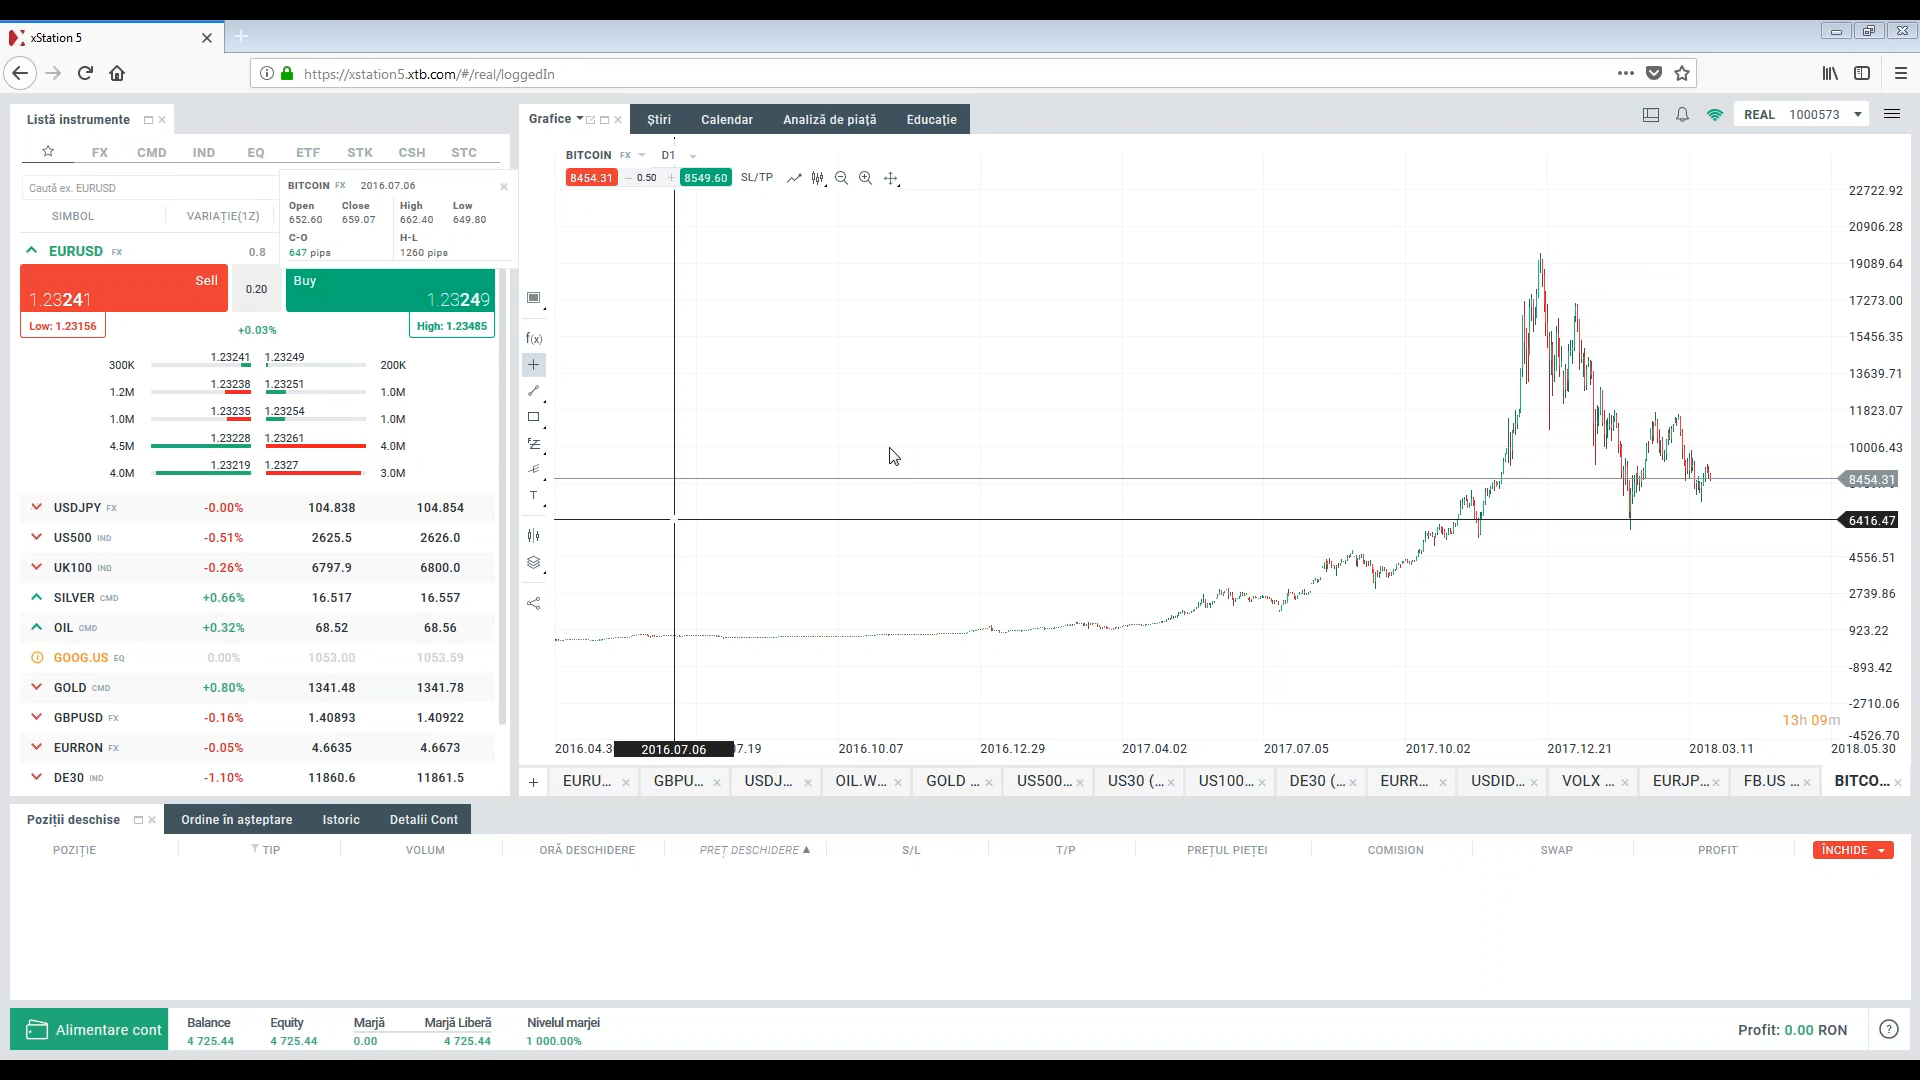 xStation 5
https://xstation5.xtb.com/#/real/loggedIn
Listă instrumente
FX CMD IND EQ ETF STK CSH STC
Caută ex. EURUSD
SIMBOL VARIAȚIE(1Z)
EURUSD FX 0.8
Sell 1.23241
0.20
Buy 1.23249
Low: 1.23156 +0.03% High: 1.23485
300K 1.23241 1.23249 200K
1.2M 1.23238 1.23251 1.0M
1.0M 1.23235 1.23254 1.0M
4.5M 1.23228 1.23261 4.0M
4.0M 1.23219 1.2327 3.0M
USDJPY FX -0.00% 104.838 104.854
US500 IND -0.51% 2625.5 2626.0
UK100 IND -0.26% 6797.9 6800.0
SILVER CMD +0.66% 16.517 16.557
OIL CMD +0.32% 68.52 68.56
GOOG.US EQ 0.00% 1053.00 1053.59
GOLD CMD +0.80% 1341.48 1341.78
GBPUSD FX -0.16% 1.40893 1.40922
EURRON FX -0.05% 4.6635 4.6673
DE30 IND -1.10% 11860.6 11861.5
BITCOIN FX 2016.07.06
Open Close High Low
652.60 659.07 662.40 649.80
C-O H-L
647 pips 1260 pips
Grafice Știri Calendar Analiză de piață Educație
REAL 1000573
BITCOIN FX D1
8454.31 0.50 8549.60 SL/TP
f(x)
T
22722.92
20906.28
19089.64
17273.00
15456.35
13639.71
11823.07
10006.43
8454.31
6416.47
4556.51
2739.86
923.22
-893.42
-2710.06
-4526.70
13h 09m
2016.04.3 2016.07.06 07.19 2016.10.07 2016.12.29 2017.04.02 2017.07.05 2017.10.02 2017.12.21 2018.03.11 2018.05.30
EURU... GBPU... USDJ... OIL.W... GOLD ... US500... US30 (... US100... DE30 (... EURR... USDID... VOLX ... EURJP... FB.US ... BITCO...
Poziții deschise Ordine în așteptare Istoric Detalii Cont
POZIȚIE TIP VOLUM ORĂ DESCHIDERE PREȚ DESCHIDERE S/L T/P PREȚUL PIEȚEI COMISION SWAP PROFIT ÎNCHIDE
Alimentare cont
Balance Equity Marjă Marjă Liberă Nivelul marjei
4 725.44 4 725.44 0.00 4 725.44 1 000.00%
Profit: 0.00 RON